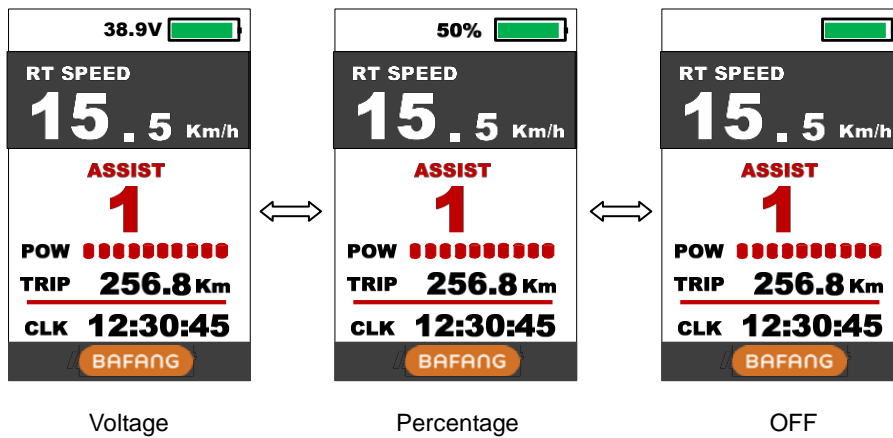 38.9V
RT SPEED
15.5 Km/h
ASSIST
1
POW
TRIP 256.8 Km
CLK 12:30:45
BAFANG
Voltage
50%
RT SPEED
15.5 Km/h
ASSIST
1
POW
TRIP 256.8 Km
CLK 12:30:45
BAFANG
Percentage
RT SPEED
15.5 Km/h
ASSIST
1
POW
TRIP 256.8 Km
CLK 12:30:45
BAFANG
OFF